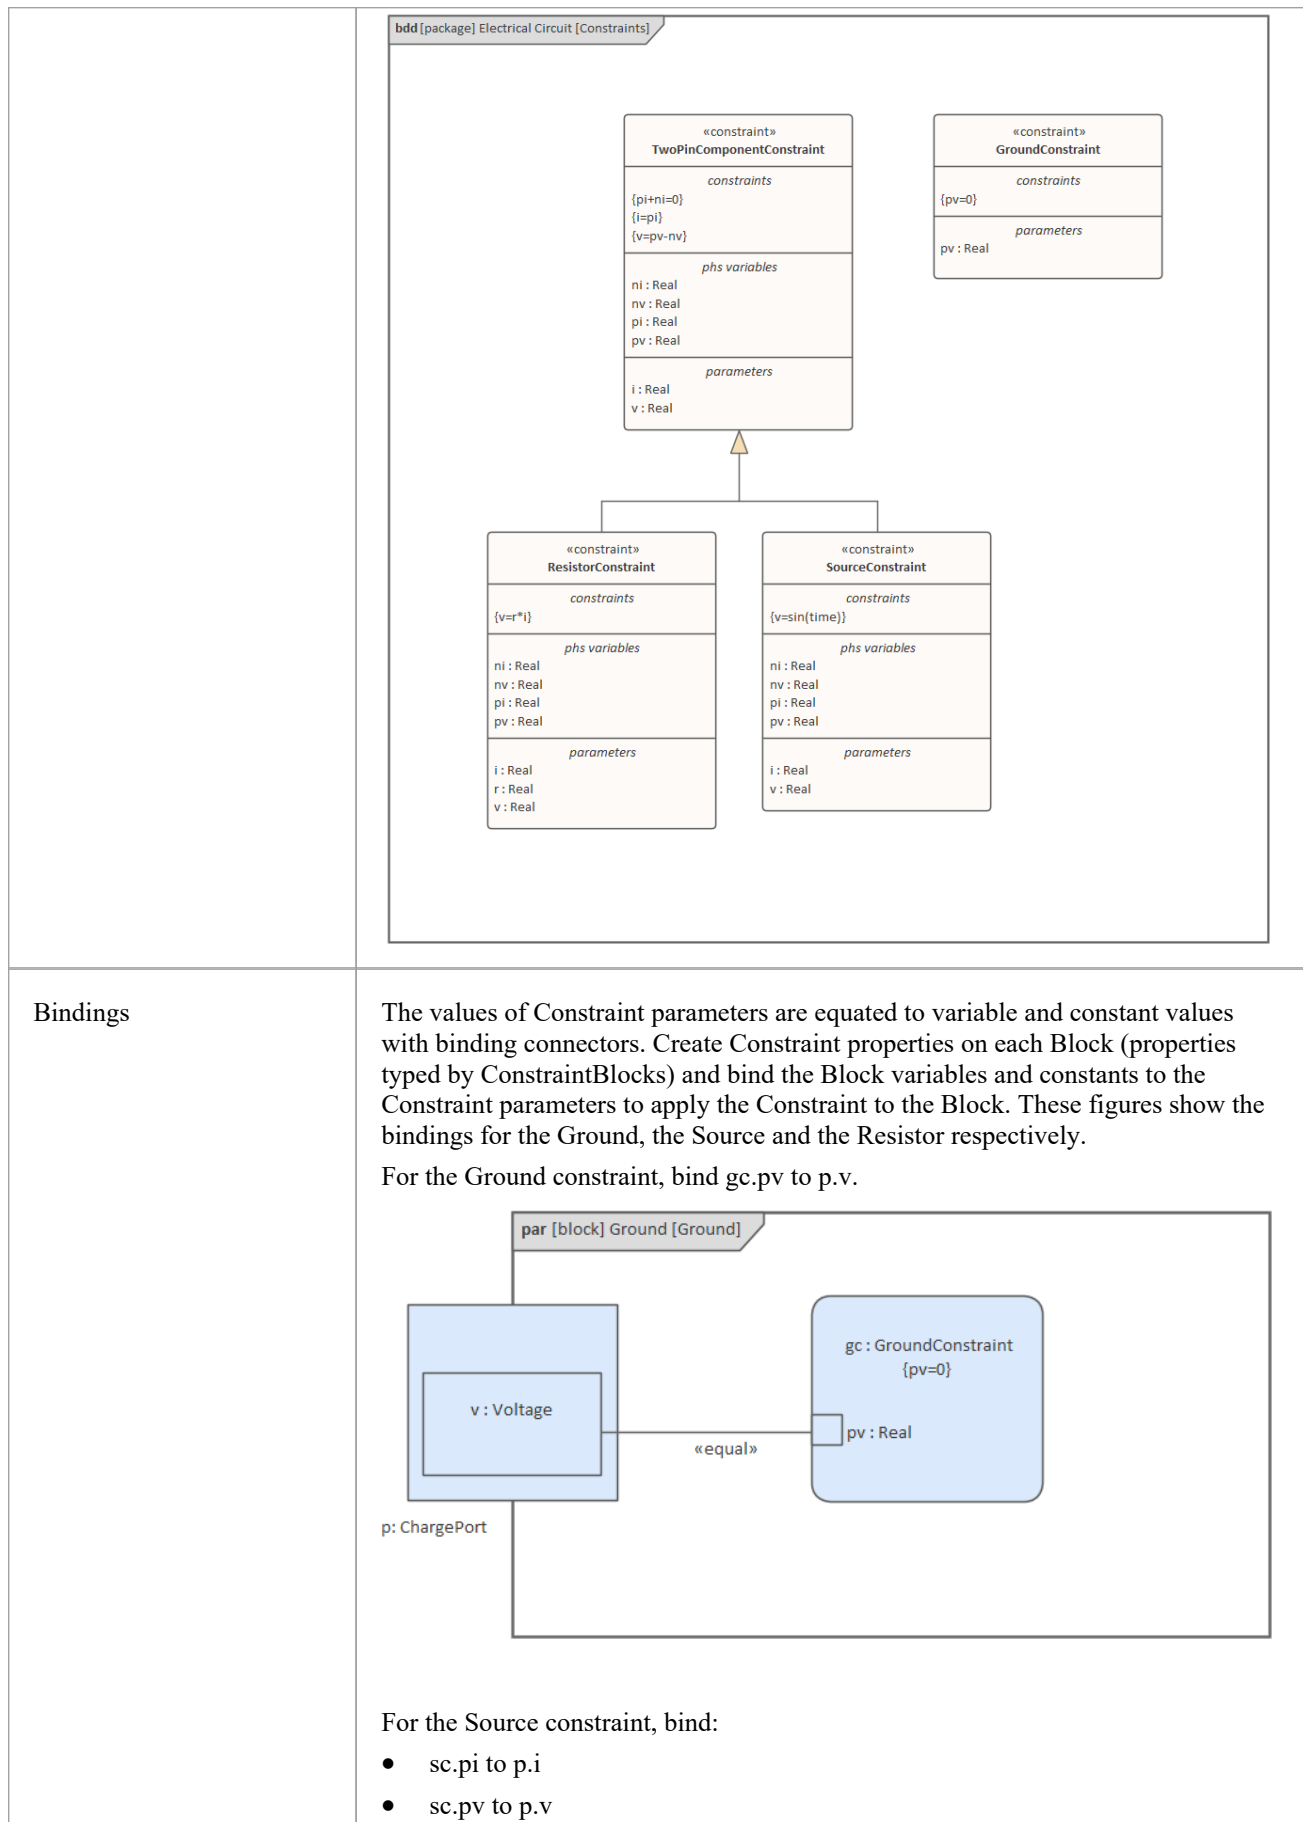 bdd [package] Electrical Circuit [Constraints]
«constraint»
TwoPinComponentConstraint
constraints
{pi+ni=0}
{i=pi}
{v=pv-nv}
phs variables
ni : Real
nv : Real
pi : Real
pv : Real
parameters
i : Real
v : Real
«constraint»
GroundConstraint
constraints
{pv=0}
parameters
pv : Real
«constraint»
ResistorConstraint
constraints
{v=r*i}
phs variables
ni : Real
nv : Real
pi : Real
pv : Real
parameters
i : Real
r : Real
v : Real
«constraint»
SourceConstraint
constraints
{v=sin(time)}
phs variables
ni : Real
nv : Real
pi : Real
pv : Real
parameters
i : Real
v : Real
Bindings
The values of Constraint parameters are equated to variable and constant values
with binding connectors. Create Constraint properties on each Block (properties
typed by ConstraintBlocks) and bind the Block variables and constants to the
Constraint parameters to apply the Constraint to the Block. These figures show the
bindings for the Ground, the Source and the Resistor respectively.
For the Ground constraint, bind gc.pv to p.v.
par [block] Ground [Ground]
v : Voltage
«equal»
gc : GroundConstraint
{pv=0}
pv : Real
p: ChargePort
For the Source constraint, bind:
• sc.pi to p.i
• sc.pv to p.v